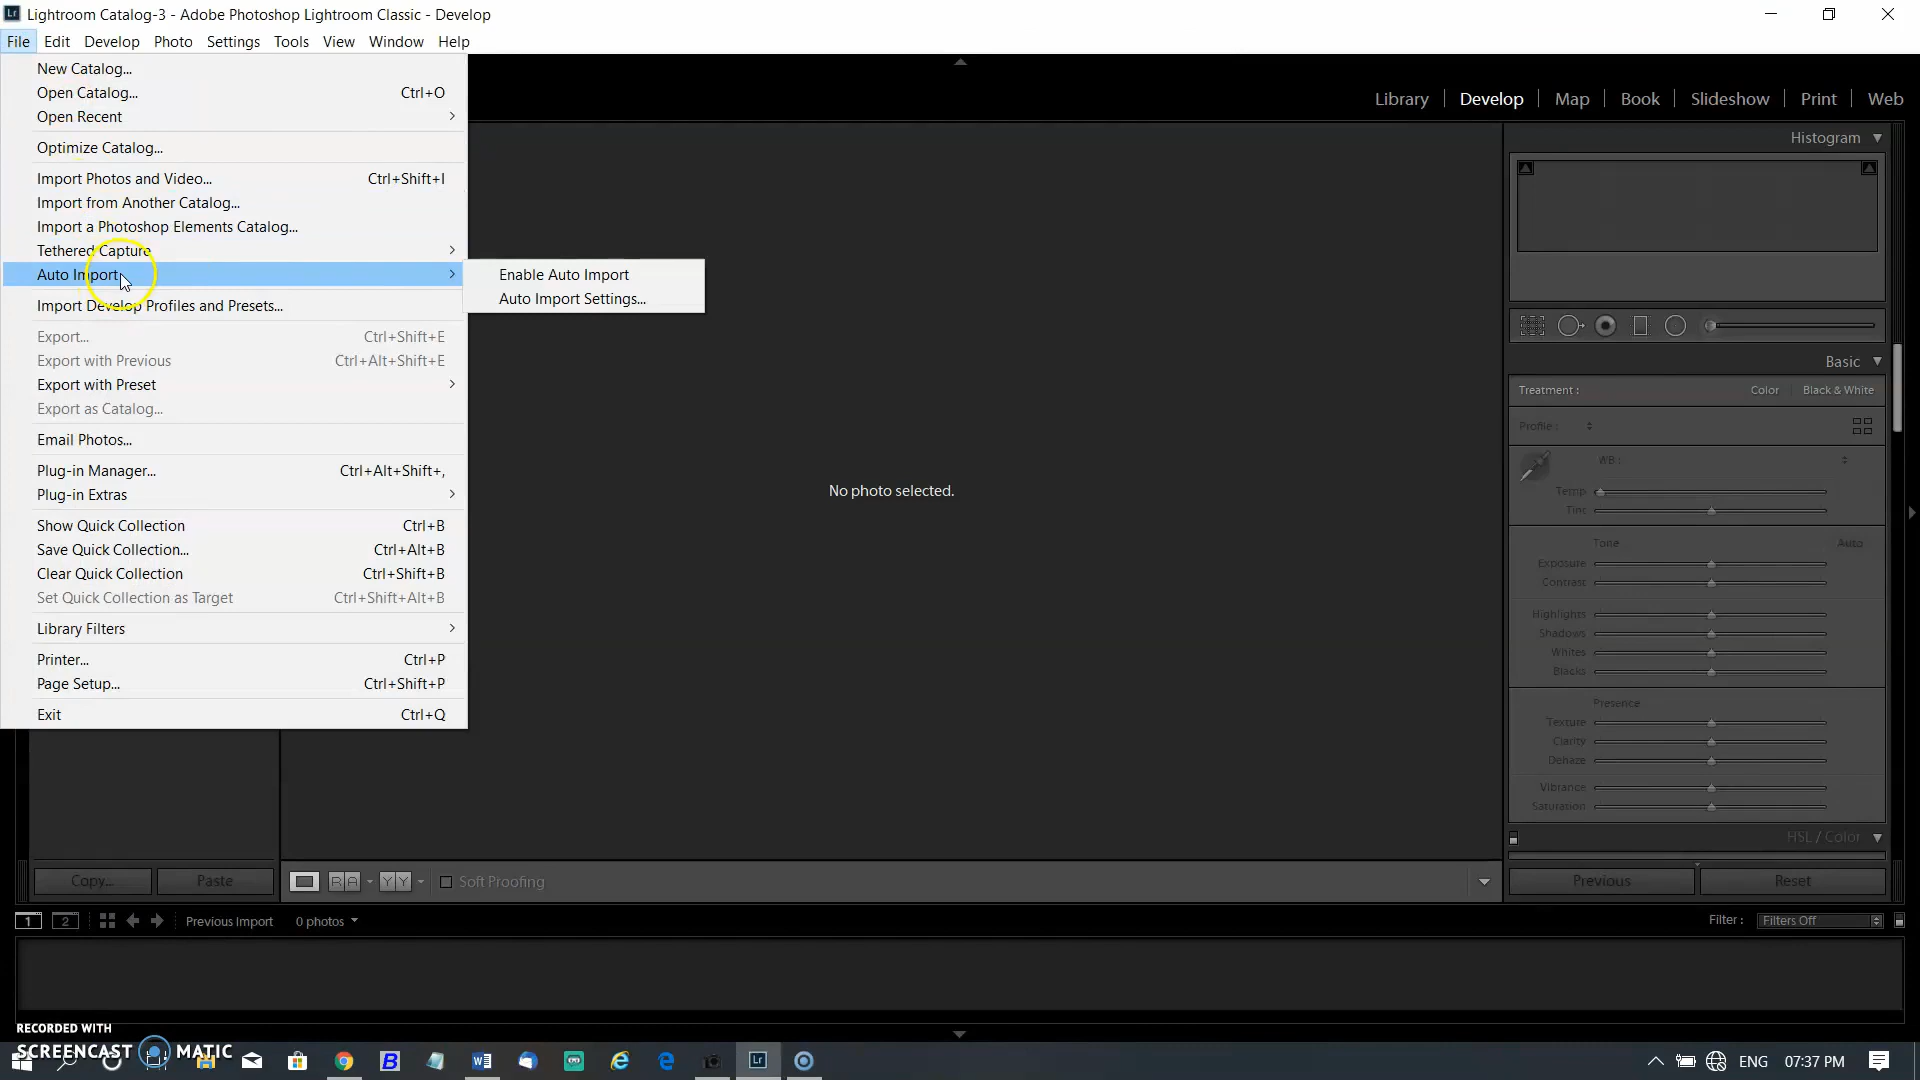 Lr Lightroom Catalog-3 - Adobe Photoshop Lightroom Classic - Develop
File Edit Develop Photo Settings Tools View Window Help
New Catalog...
Open Catalog... Ctrl+O
Open Recent
Optimize Catalog...
Import Photos and Video... Ctrl+Shift+I
Import from Another Catalog...
Import a Photoshop Elements Catalog...
Tethered Capture
Auto Import
Import Develop Profiles and Presets...
Export... Ctrl+Shift+E
Export with Previous Ctrl+Alt+Shift+E
Export with Preset
Export as Catalog...
Email Photos...
Plug-in Manager... Ctrl+Alt+Shift+,
Plug-in Extras
Show Quick Collection Ctrl+B
Save Quick Collection... Ctrl+Alt+B
Clear Quick Collection Ctrl+Shift+B
Set Quick Collection as Target Ctrl+Shift+Alt+B
Library Filters
Printer... Ctrl+P
Page Setup... Ctrl+Shift+P
Exit Ctrl+Q
Enable Auto Import
Auto Import Settings...
Library Develop Map Book Slideshow Print Web
No photo selected.
Histogram
Basic
Treatment : Color Black & White
Profile :
WB :
Temp
Tint
Tone Auto
Exposure
Contrast
Highlights
Shadows
Whites
Blacks
Presence
Texture
Clarity
Dehaze
Vibrance
Saturation
HSL / Color
Copy... Paste
R A Y Y Soft Proofing
Previous Reset
1 2 Previous Import 0 photos
Filter : Filters Off
RECORDED WITH
SCREENCAST MATIC
B Lr
ENG 07:37 PM